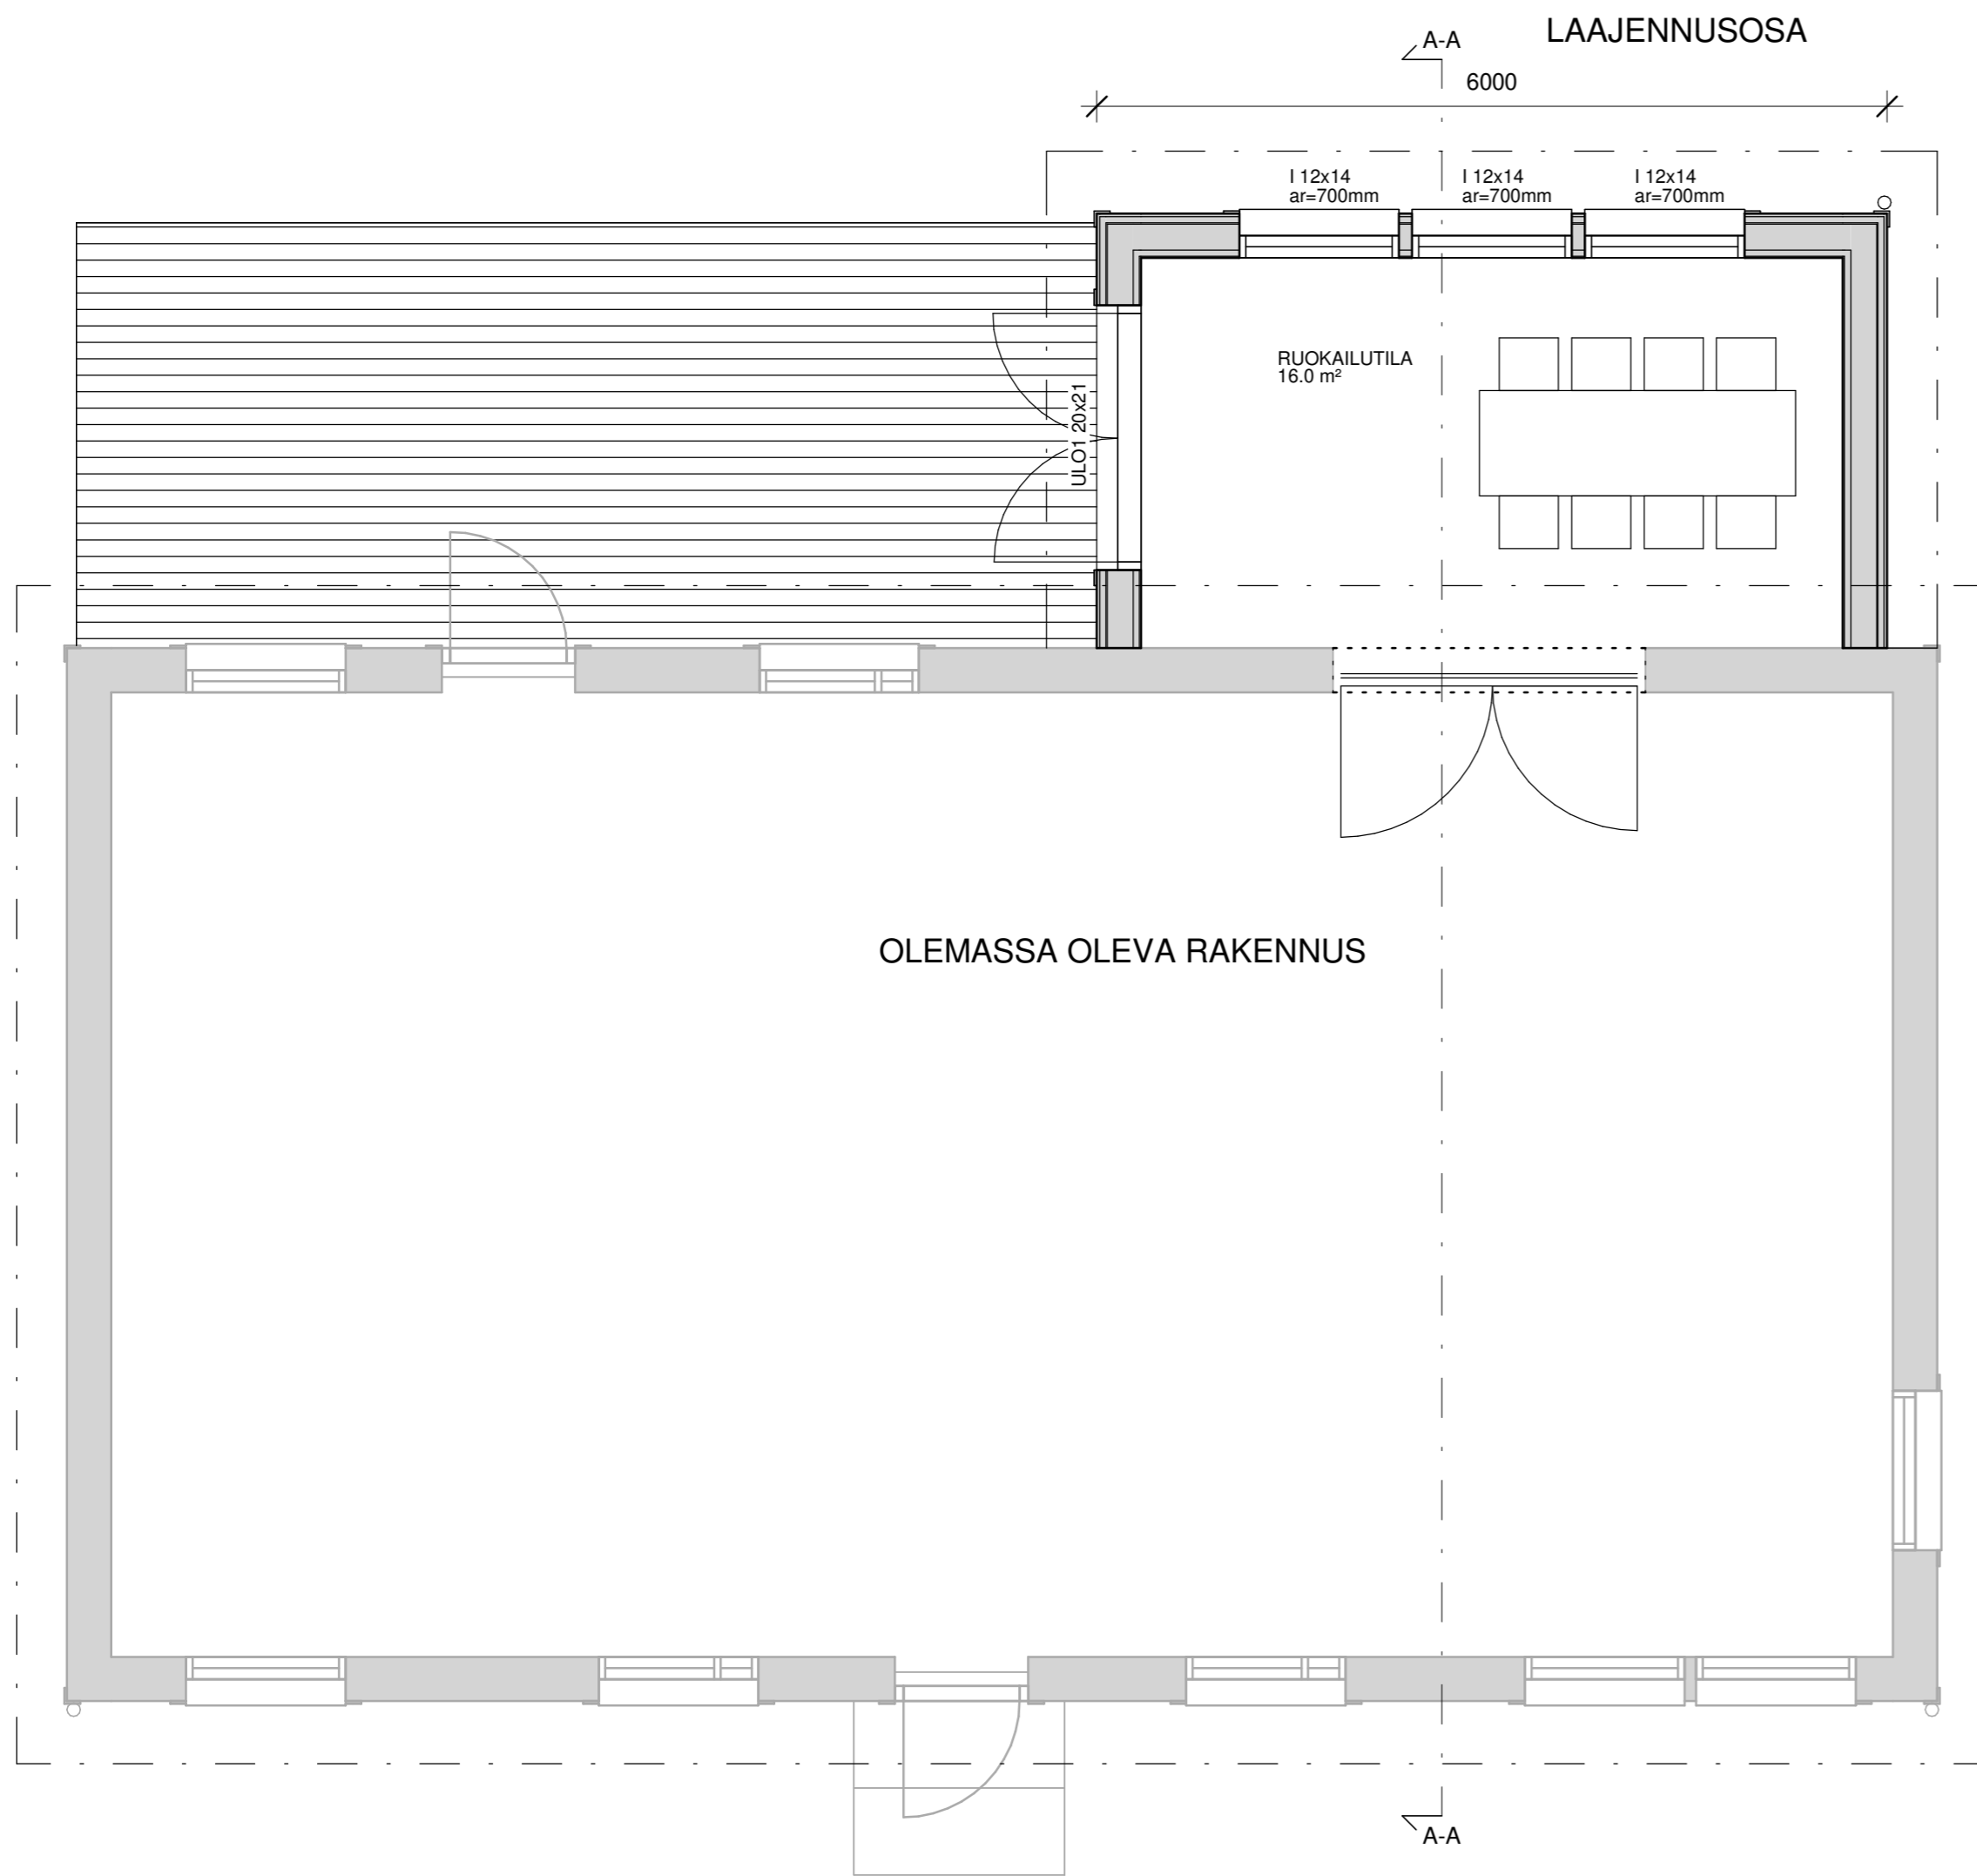 LAAJENNUSOSA
A-A
6000
I 12x14
ar=700mm
I 12x14
ar=700mm
I 12x14
ar=700mm
RUOKAILUTILA
16.0 m²
ULO1 20x21
OLEMASSA OLEVA RAKENNUS
A-A